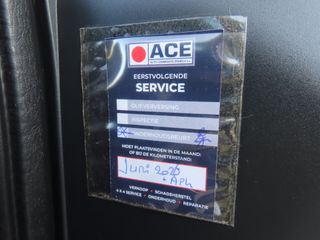 ACE
EERSTVOLGENDE
SERVICE
OLIEVERVERSING
INSPECTIE
ONDERHOUDSBEURT
MOET PLAATSVINDEN IN DE MAAND:
OF BIJ DE KILOMETERSTAND:
Juni 2020
+ APK
VERKOOP • SCHADEHERSTEL
4 X 4 SERVICE • ONDERHOUD • REPARATIE